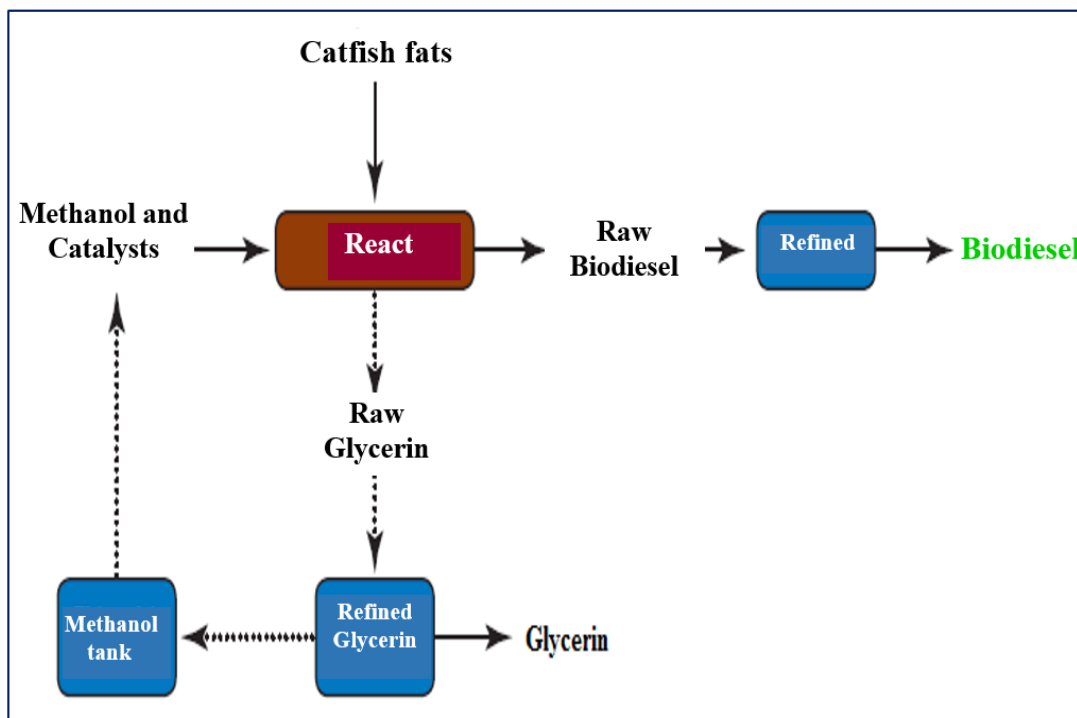 Catfish fats
Methanol and
Catalysts
React
Raw
Biodiesel
Refined
Biodiesel
Raw
Glycerin
Methanol
tank
Refined
Glycerin
Glycerin